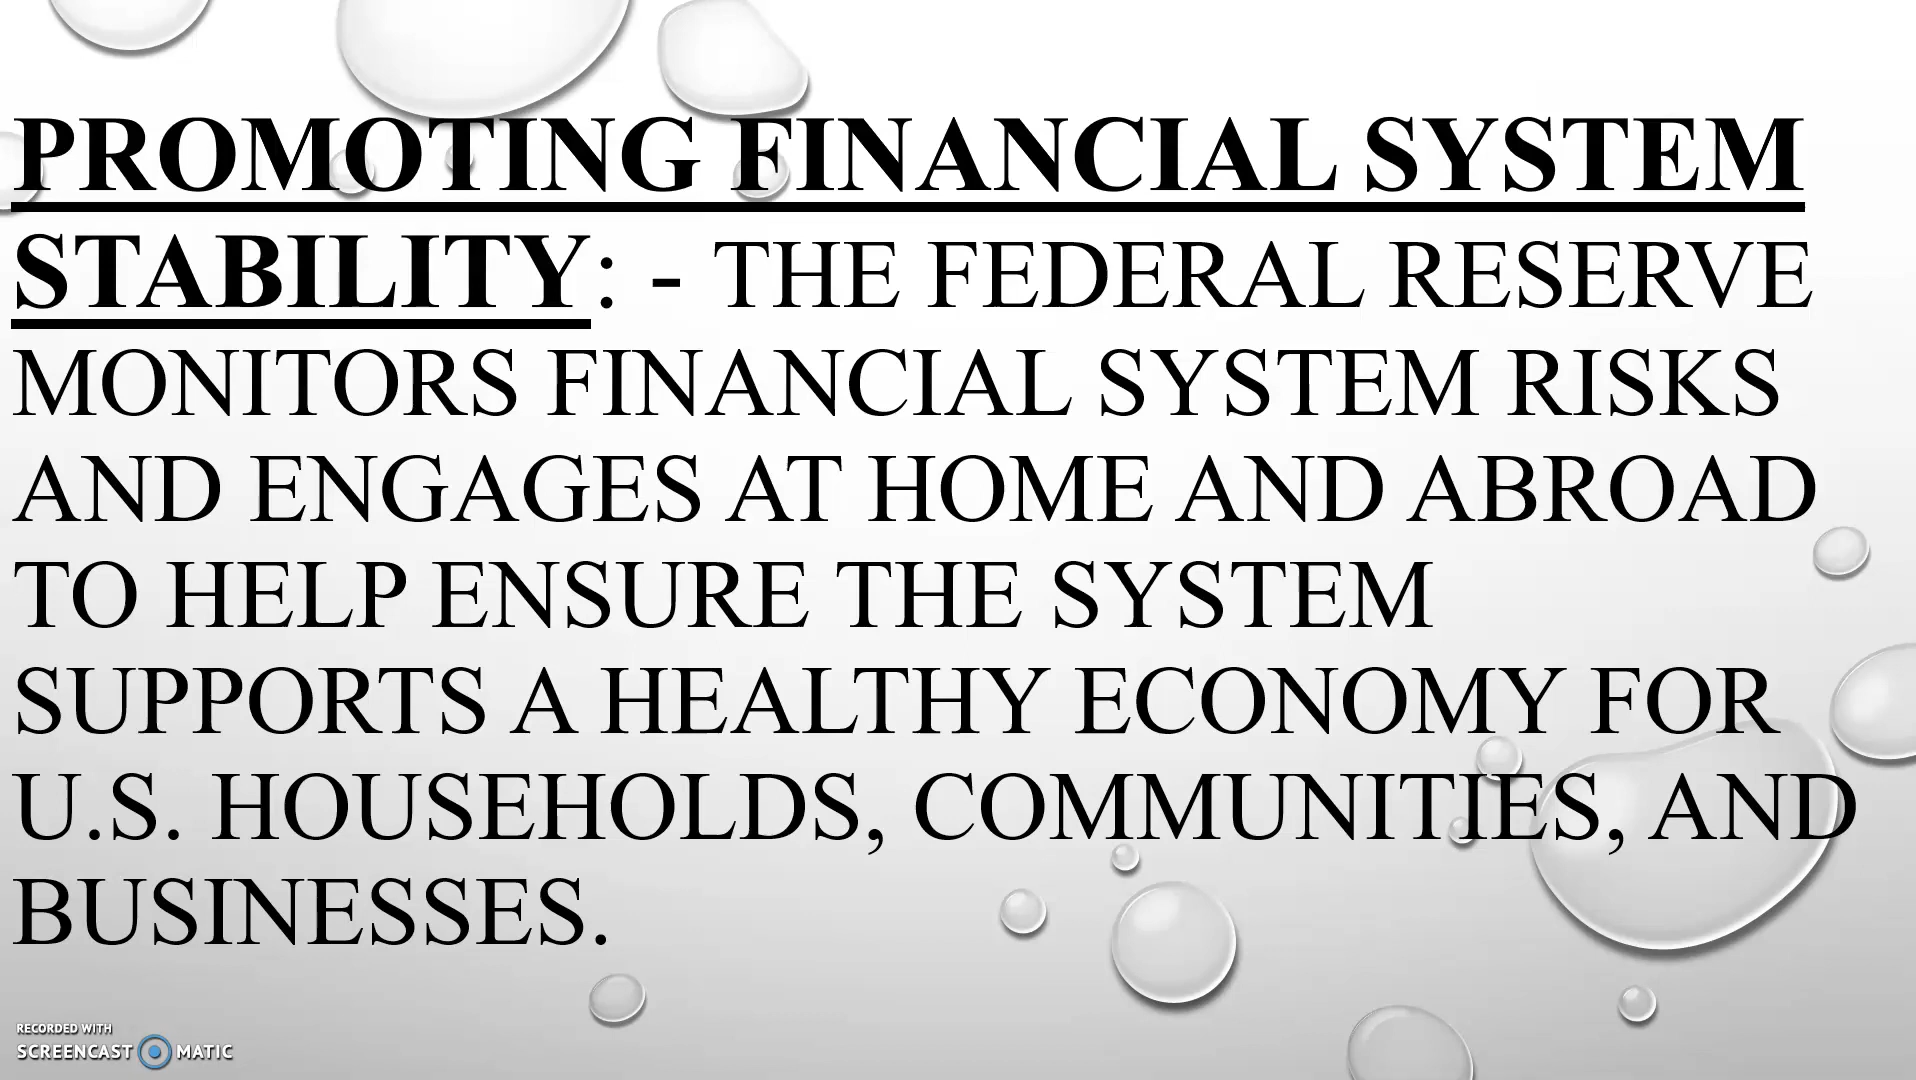 PROMOTING FINANCIAL SYSTEM
STABILITY: - THE FEDERAL RESERVE
MONITORS FINANCIAL SYSTEM RISKS
AND ENGAGES AT HOME AND ABROAD
TO HELP ENSURE THE SYSTEM
SUPPORTS A HEALTHY ECONOMY FOR
U.S. HOUSEHOLDS, COMMUNITIES, AND
BUSINESSES.
RECORDED WITH
SCREENCAST MATIC